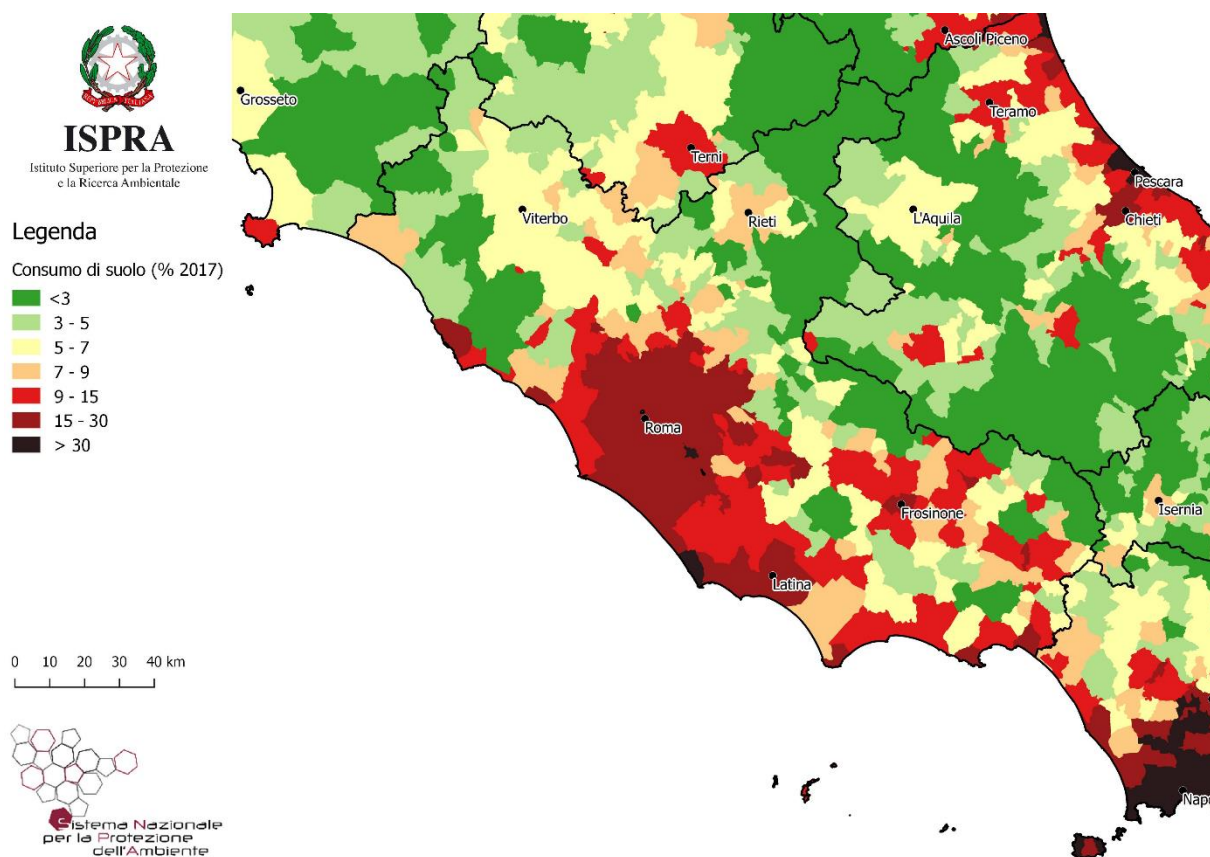 ISPRA
Istituto Superiore per la Protezione
e la Ricerca Ambientale
Legenda
Consumo di suolo (% 2017)
<3
3 - 5
5 - 7
7 - 9
9 - 15
15 - 30
> 30
0 10 20 30 40 km
Sistema Nazionale
per la Protezione
dell'Ambiente
Ascoli Piceno
Grosseto
Teramo
Terni
Pescara
Viterbo
Rieti
L'Aquila
Chieti
Roma
Frosinone
Isernia
Latina
Napo